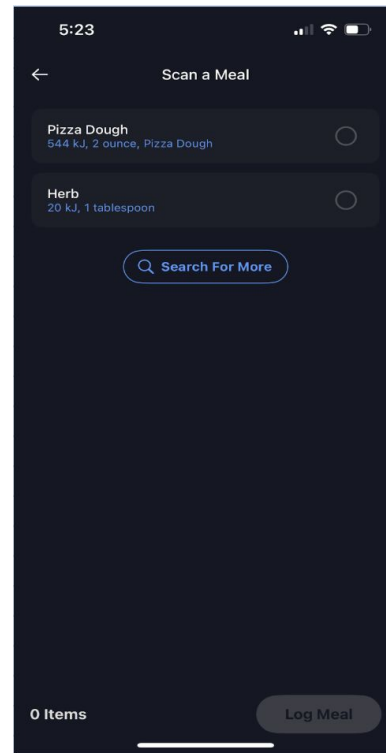 5:23
Scan a Meal
Pizza Dough
544 kJ, 2 ounce, Pizza Dough
Herb
20 kJ, 1 tablespoon
Search For More
0 Items
Log Meal